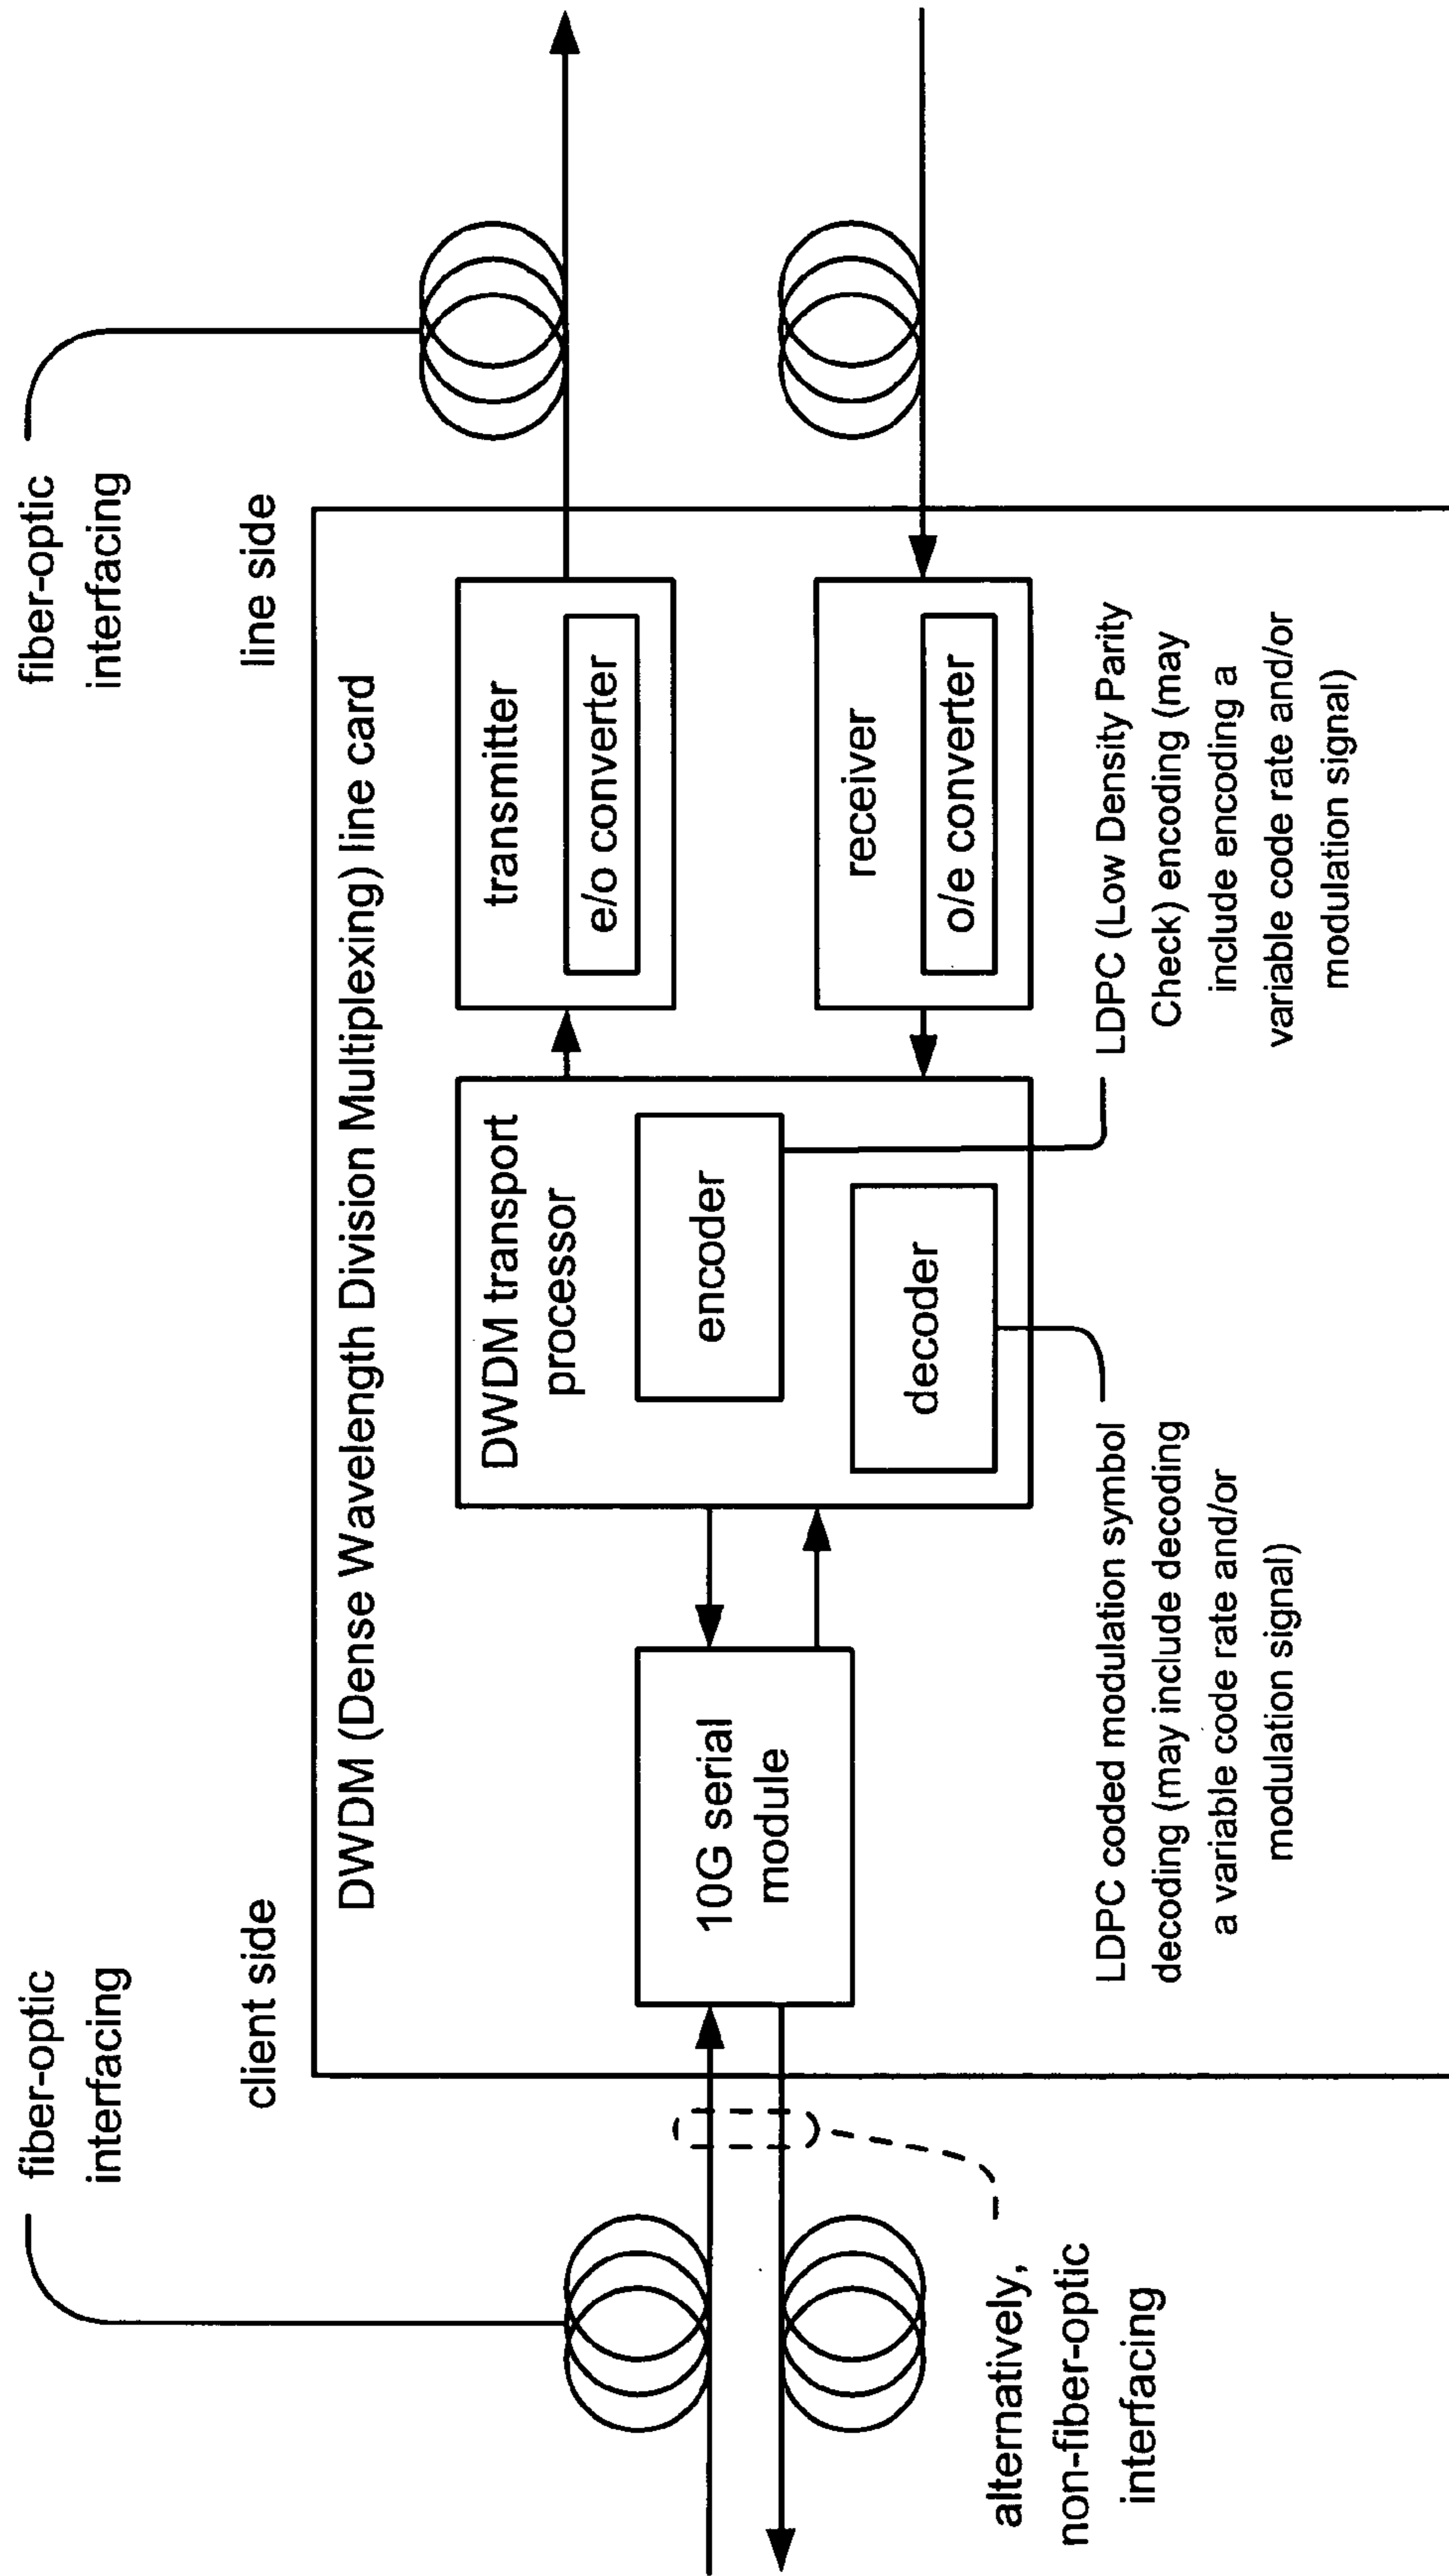 fiber-optic
interfacing
fiber-optic
interfacing
client side
line side
DWDM (Dense Wavelength Division Multiplexing) line card
10G serial
module
DWDM transport
processor
encoder
decoder
transmitter
e/o converter
receiver
o/e converter
alternatively,
non-fiber-optic
interfacing
LDPC coded modulation symbol
decoding (may include decoding
a variable code rate and/or
modulation signal)
LDPC (Low Density Parity
Check) encoding (may
include encoding a
variable code rate and/or
modulation signal)